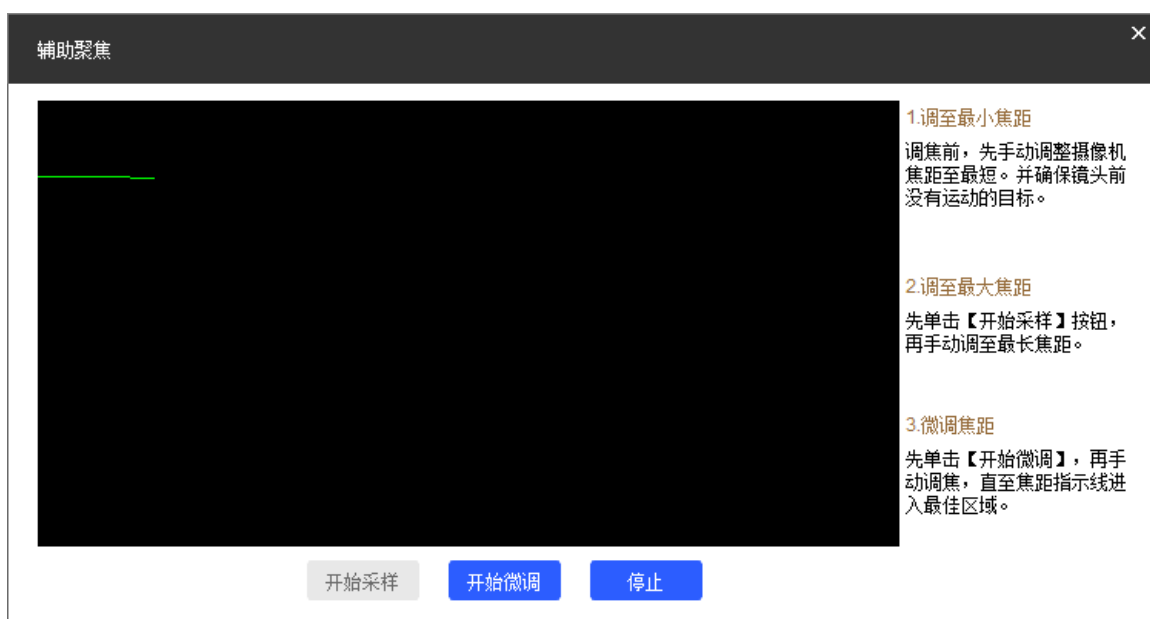 辅助聚焦
×
1.调至最小焦距
调焦前，先手动调整摄像机
焦距至最短。并确保镜头前
没有运动的目标。
2.调至最大焦距
先单击【开始采样】按钮，
再手动调至最长焦距。
3.微调焦距
先单击【开始微调】，再手
动调焦，直至焦距指示线进
入最佳区域。
开始采样
开始微调
停止